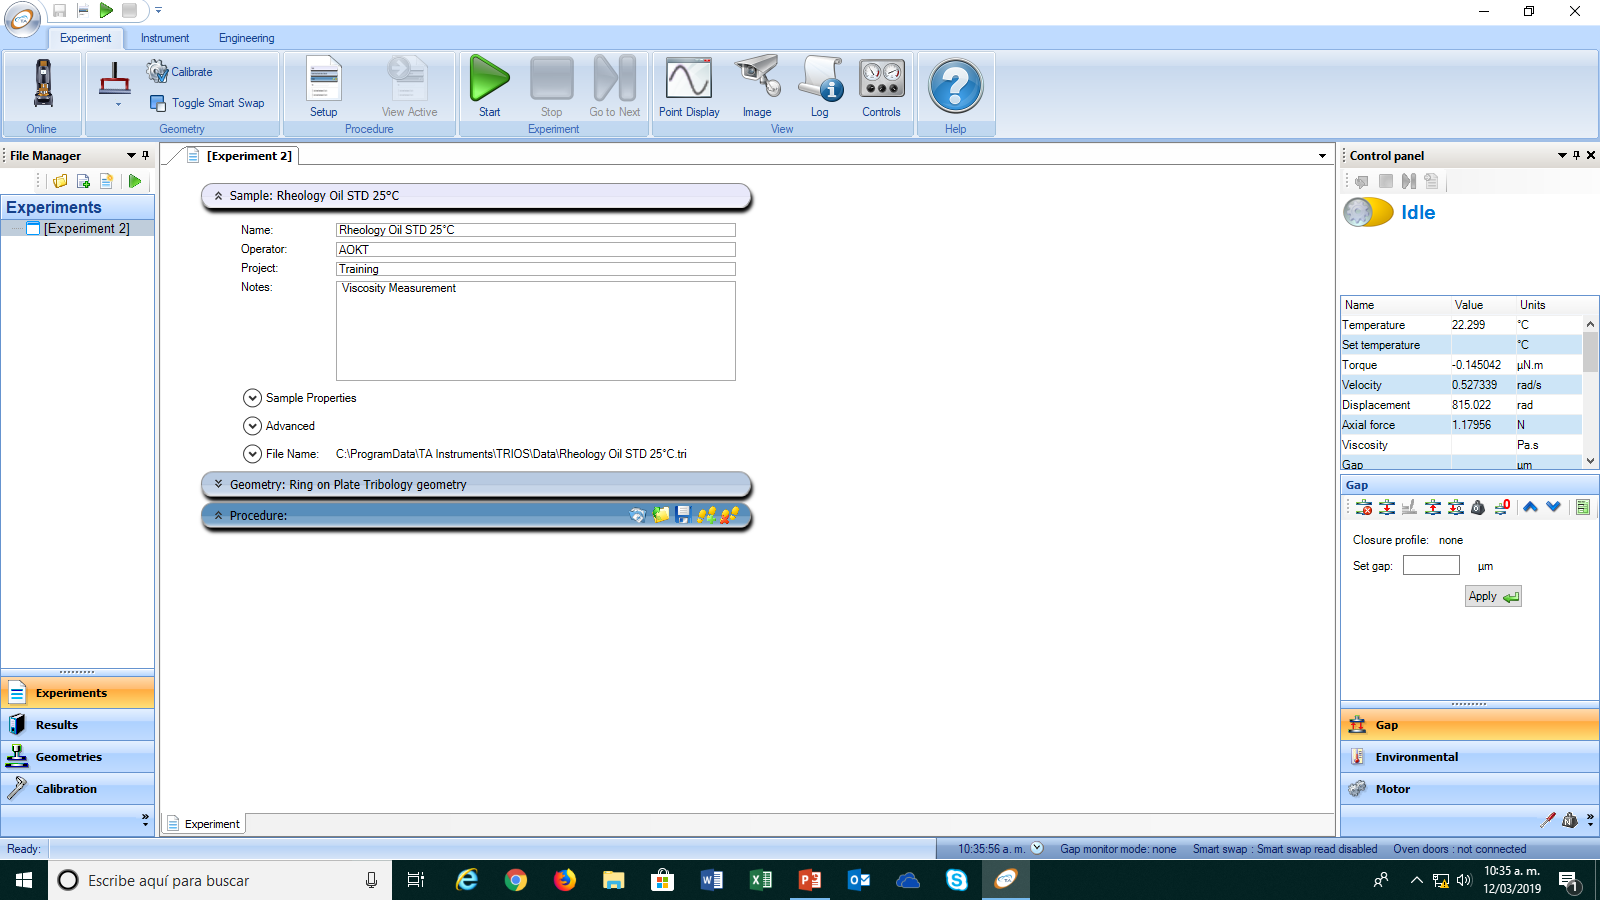 Experiment Instrument Engineering
Calibrate
Toggle Smart Swap
Setup View Active Start Stop Go to Next Point Display Image Log Controls
Online Geometry Procedure Experiment View Help
File Manager
[Experiment 2]
Control panel
Experiments
[Experiment 2]
Sample: Rheology Oil STD 25°C
Name: Rheology Oil STD 25°C
Operator: AOKT
Project: Training
Notes: Viscosity Measurement
Sample Properties
Advanced
File Name: C:\ProgramData\TA Instruments\TRIOS\Data\Rheology Oil STD 25°C.tri
Geometry: Ring on Plate Tribology geometry
Procedure:
Experiments
Results
Geometries
Calibration
Experiment
Idle
Name Value Units
Temperature 22.299 °C
Set temperature °C
Torque -0.145042 µN.m
Velocity 0.527339 rad/s
Displacement 815.022 rad
Axial force 1.17956 N
Viscosity Pa.s
Gap µm
Gap
Closure profile: none
Set gap: µm
Apply
Gap
Environmental
Motor
Ready: 10:35:56 a. m. Gap monitor mode: none Smart swap : Smart swap read disabled Oven doors : not connected
Escribe aquí para buscar
10:35 a. m.
12/03/2019
1